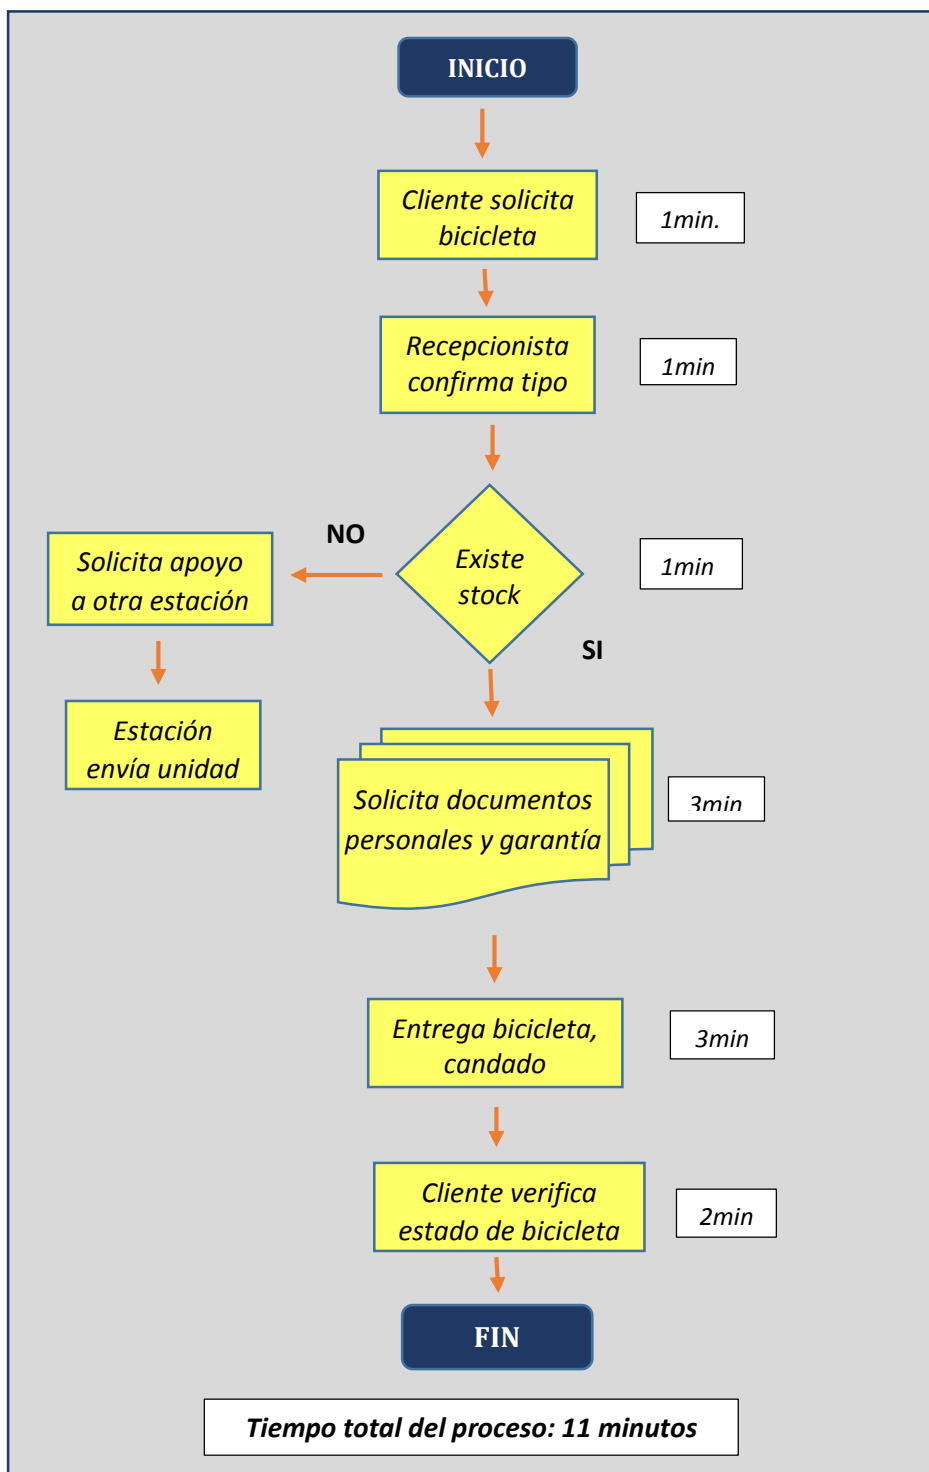 INICIO
Cliente solicita
bicicleta
1min.
Recepcionista
confirma tipo
1min
NO
Existe
stock
1min
Solicita apoyo
a otra estación
SI
Estación
envía unidad
Solicita documentos
personales y garantía
3min
Entrega bicicleta,
candado
3min
Cliente verifica
estado de bicicleta
2min
FIN
Tiempo total del proceso: 11 minutos